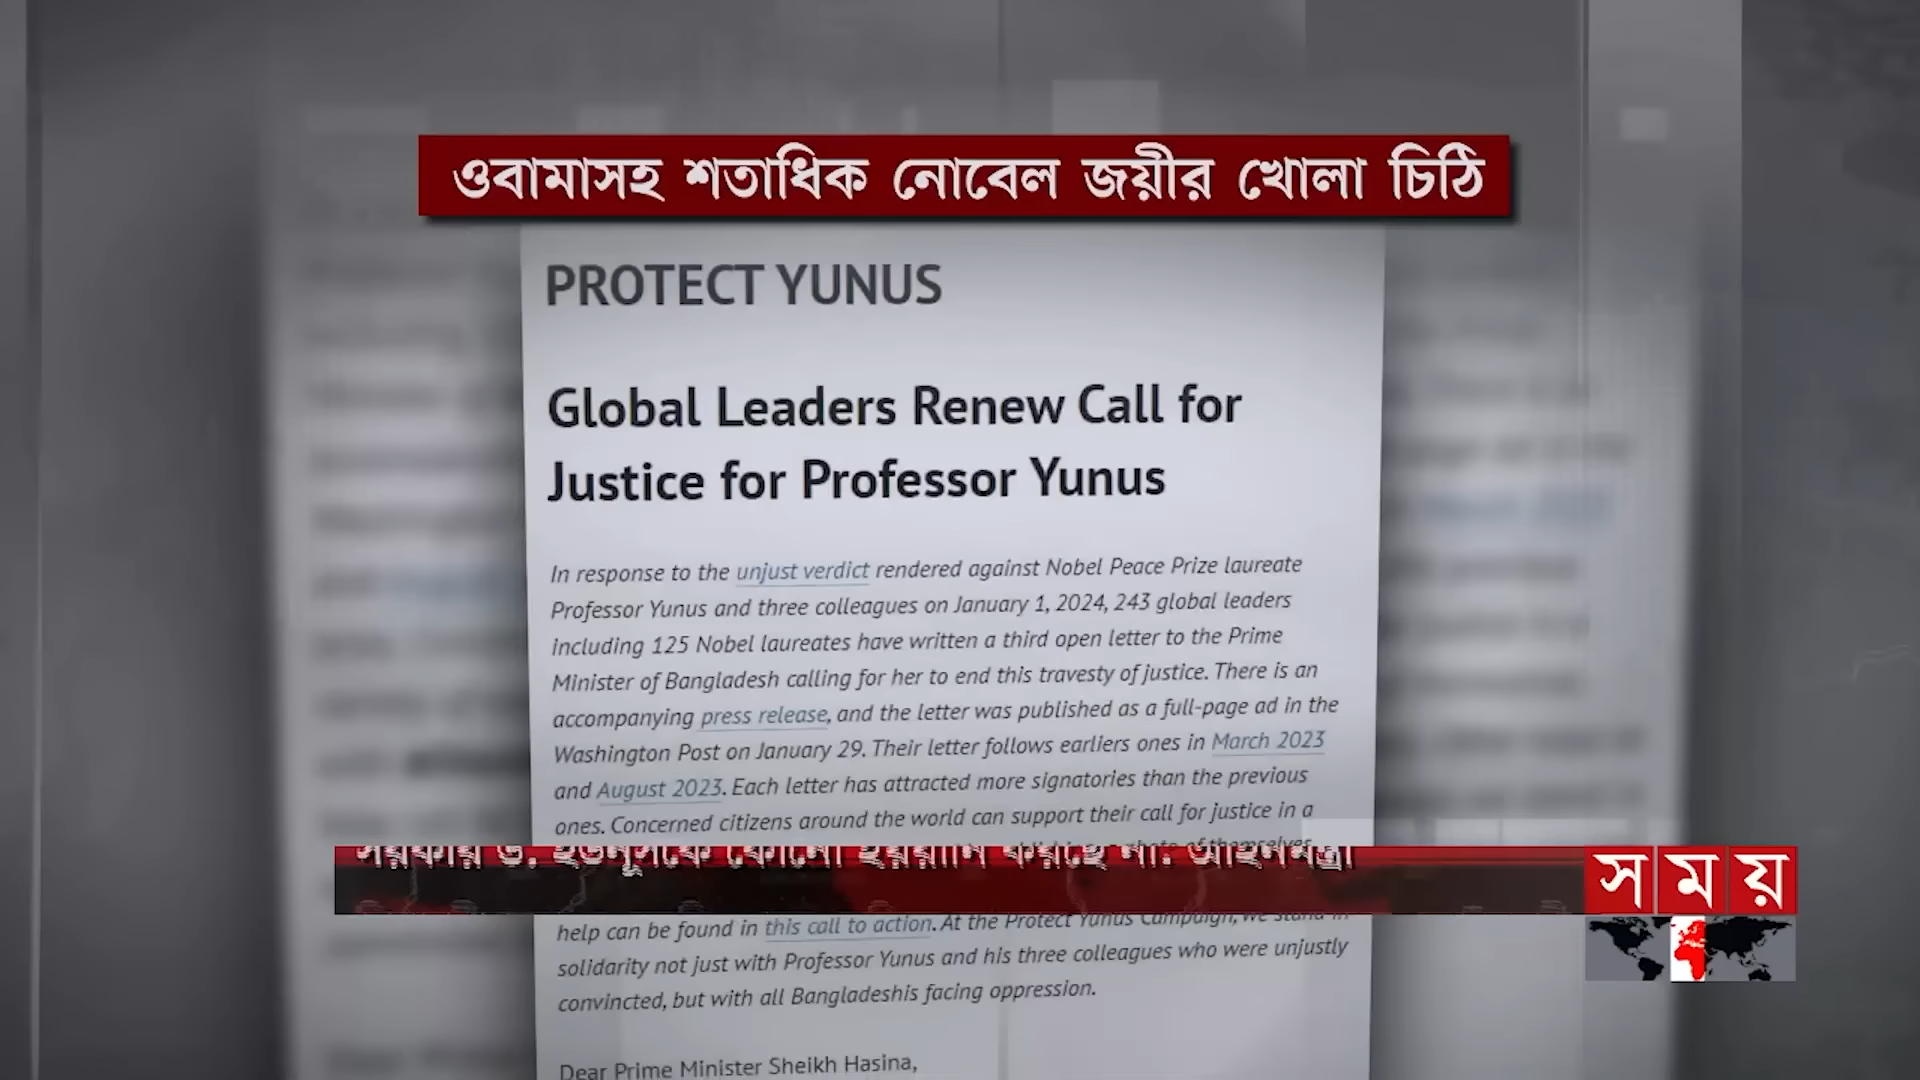 ওবামাসহ শতাধিক নোবেল জয়ীর খোলা চিঠি
PROTECT YUNUS
Global Leaders Renew Call for
Justice for Professor Yunus
In response to the unjust verdict rendered against Nobel Peace Prize laureate
Professor Yunus and three colleagues on January 1, 2024, 243 global leaders
including 125 Nobel laureates have written a third open letter to the Prime
Minister of Bangladesh calling for her to end this travesty of justice. There is an
accompanying press release, and the letter was published as a full-page ad in the
Washington Post on January 29. Their letter follows earliers ones in March 2023
and August 2023. Each letter has attracted more signatories than the previous
ones. Concerned citizens around the world can support their call for justice in a
of themselves
সরকার ড. ইউনূসকে কোনো হয়রানি করছে না: আইনমন্ত্রী
সময়
help can be found in this call to action. At the Protect Yunus Campaign, we stand in
solidarity not just with Professor Yunus and his three colleagues who were unjustly
convicted, but with all Bangladeshis facing oppression.
Dear Prime Minister Sheikh Hasina,